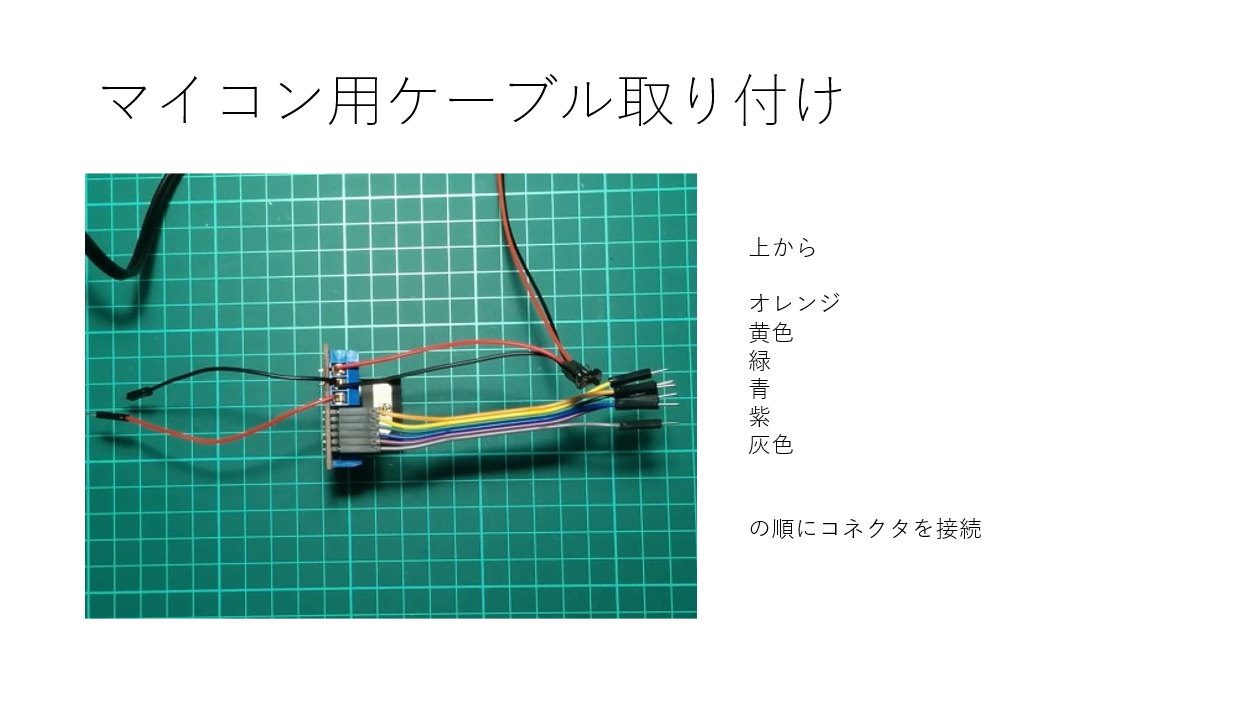 マイコン用ケーブル取り付け
上から
オレンジ
黄色
緑
青
紫
灰色
の順にコネクタを接続